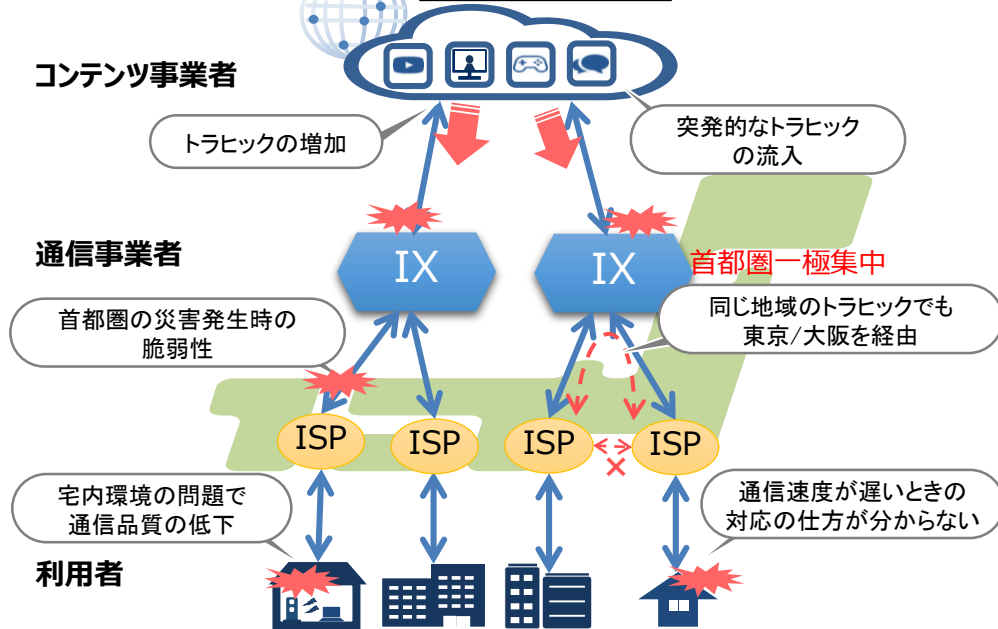 コンテンツ事業者
トラヒックの増加
突発的なトラヒック
の流入
通信事業者
IX
IX
首都圏一極集中
首都圏の災害発生時の
脆弱性
同じ地域のトラヒックでも
東京/大阪を経由
ISP
ISP
ISP
ISP
宅内環境の問題で
通信品質の低下
通信速度が遅いときの
対応の仕方が分からない
利用者